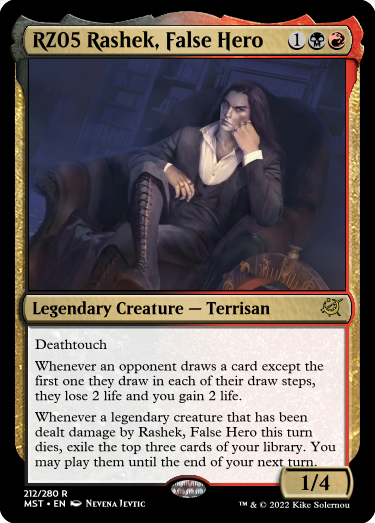 RZ05 Rashek, False Hero 1
Legendary Creature — Terrisan
Deathtouch
Whenever an opponent draws a card except the
first one they draw in each of their draw steps,
they lose 2 life and you gain 2 life.
Whenever a legendary creature that has been
dealt damage by Rashek, False Hero this turn
dies, exile the top three cards of your library. You
may play them until the end of your next turn.
1/4
212/280 R
MST • EN Nevena Jevtic
™ & © 2022 Kike Solernou